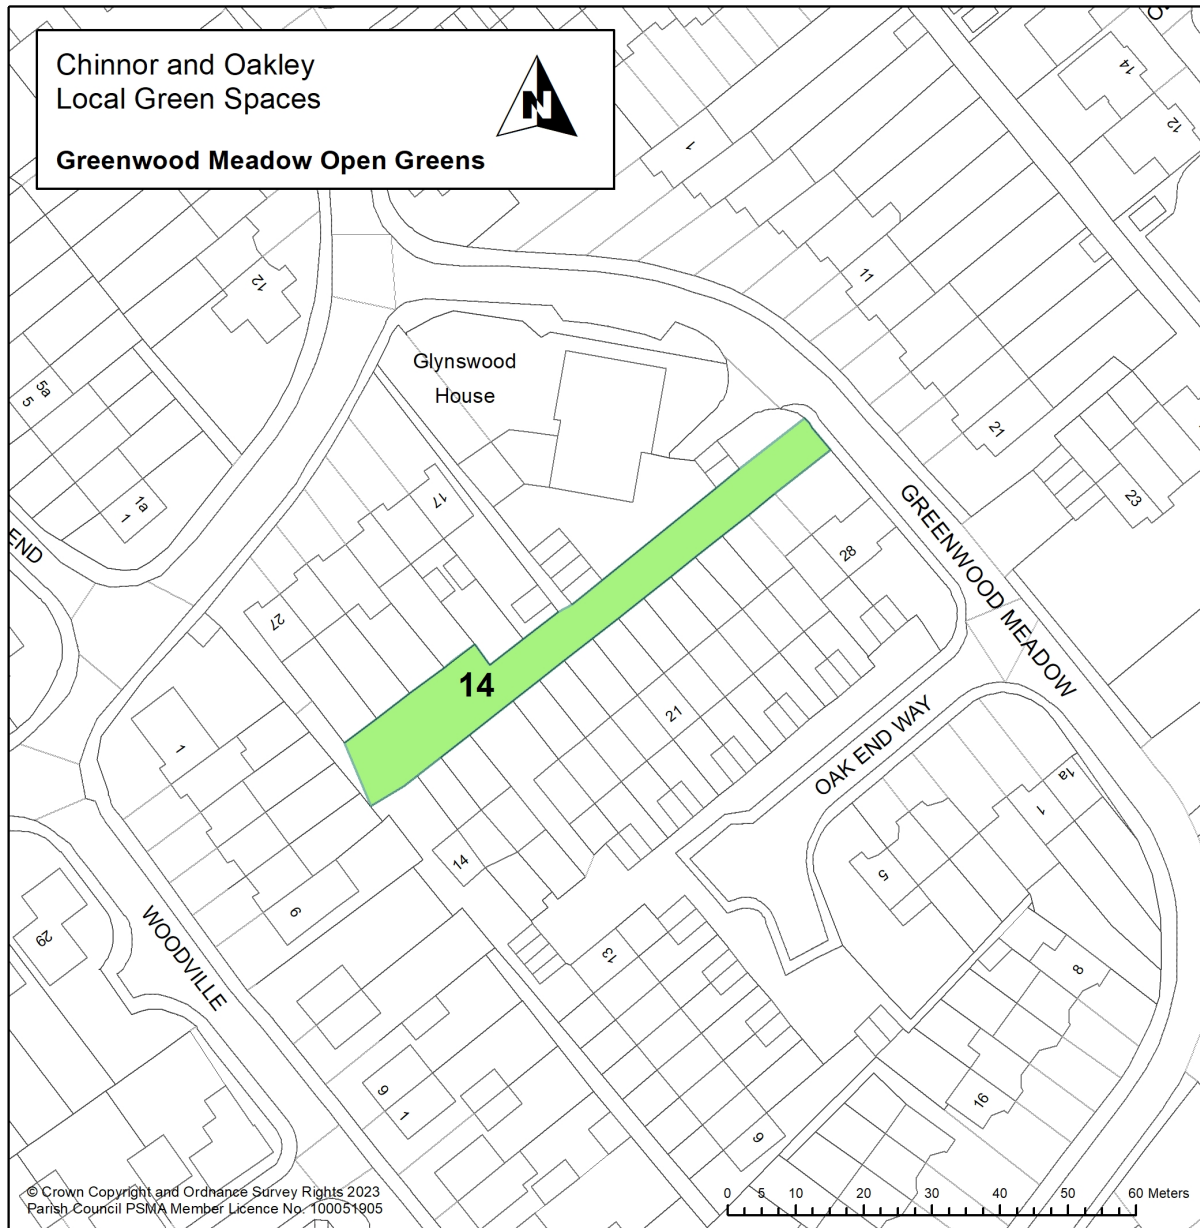 Chinnor and Oakley
Local Green Spaces
Greenwood Meadow Open Greens
N
14
12
1
11
12
5a
5
1a
1
END
Glynswood
House
17
27
21
23
28
GREENWOOD MEADOW
14
21
OAK END WAY
1
1a
1
5
14
9
29
WOODVILLE
13
8
16
9
1
9
© Crown Copyright and Ordnance Survey Rights 2023
Parish Council PSMA Member Licence No. 100051905
0 5 10 20 30 40 50 60 Meters